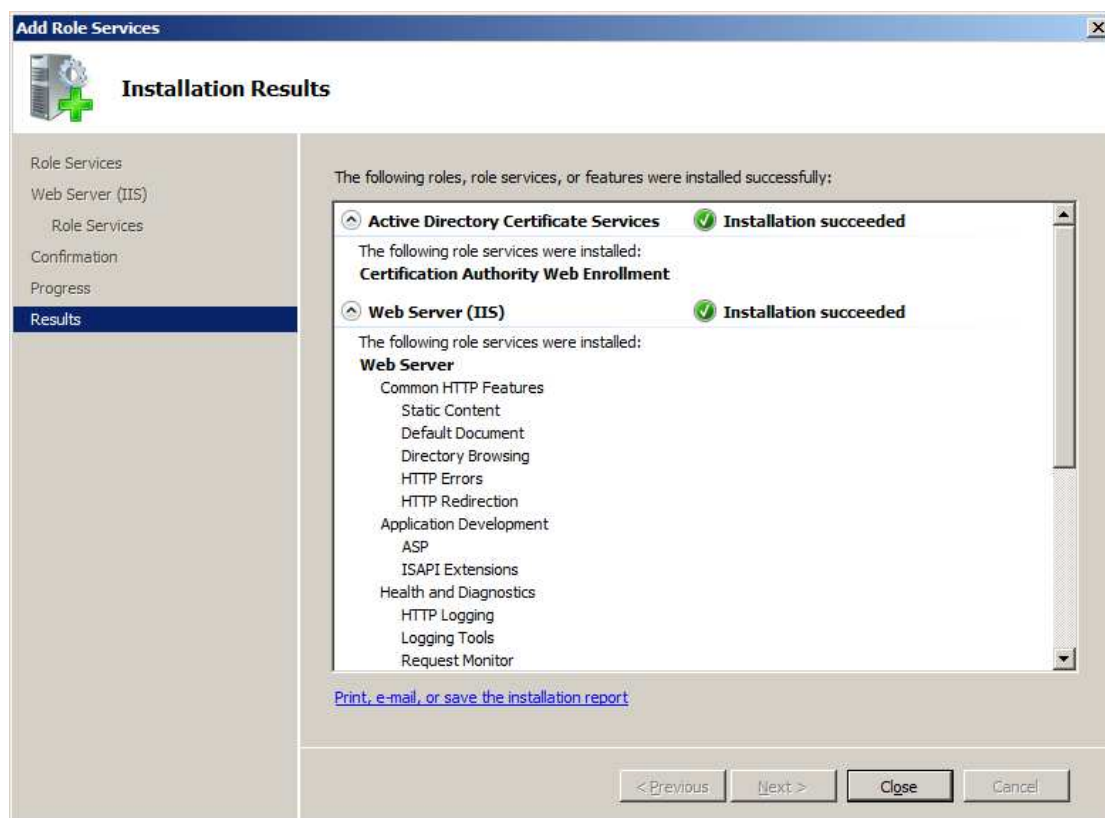 Add Role Services
Installation Results
Role Services
Web Server (IIS)
Role Services
Confirmation
Progress
Results
The following roles, role services, or features were installed successfully:
Active Directory Certificate Services Installation succeeded
The following role services were installed:
Certification Authority Web Enrollment
Web Server (IIS) Installation succeeded
The following role services were installed:
Web Server
Common HTTP Features
Static Content
Default Document
Directory Browsing
HTTP Errors
HTTP Redirection
Application Development
ASP
ISAPI Extensions
Health and Diagnostics
HTTP Logging
Logging Tools
Request Monitor
Print, e-mail, or save the installation report
< Previous Next > Close Cancel